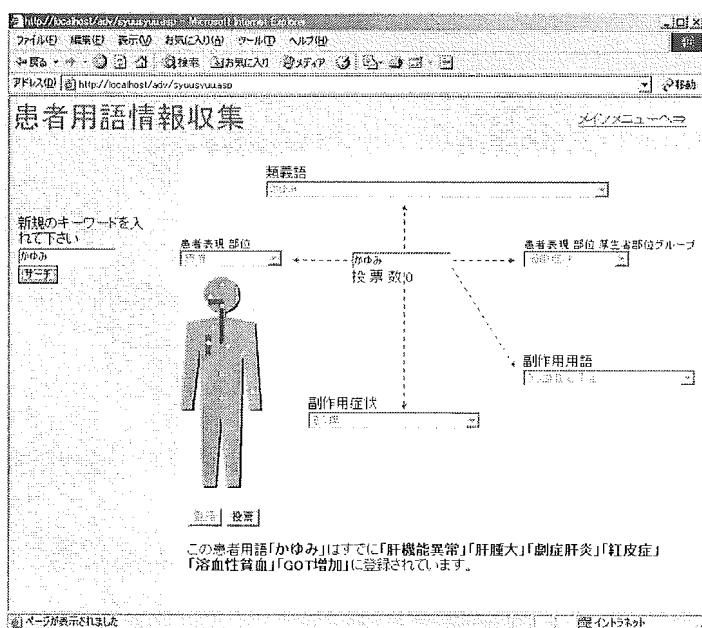 http://localhost/adv/syuusyuu.asp - Microsoft Internet Explorer
ファイル(F) 編集(E) 表示(V) お気に入り(A) ツール(T) ヘルプ(H)
戻る 検索 お気に入り メディア
アドレス(D) http://localhost/adv/syuusyuu.asp 移動
患者用語情報収集
メインメニューへ⇒
類義語
かゆみ
新規のキーワードを入
れて下さい
かゆみ
サーチ
患者表現 部位
患者表現 部位 厚生省部位グループ
かゆみ
投票数:0
副作用用語
副作用症状
登録 投票
この患者用語「かゆみ」はすでに「肝機能異常」「肝腫大」「劇症肝炎」「紅皮症」
「溶血性貧血」「GOT増加」に登録されています。
ページが表示されました
イントラネット